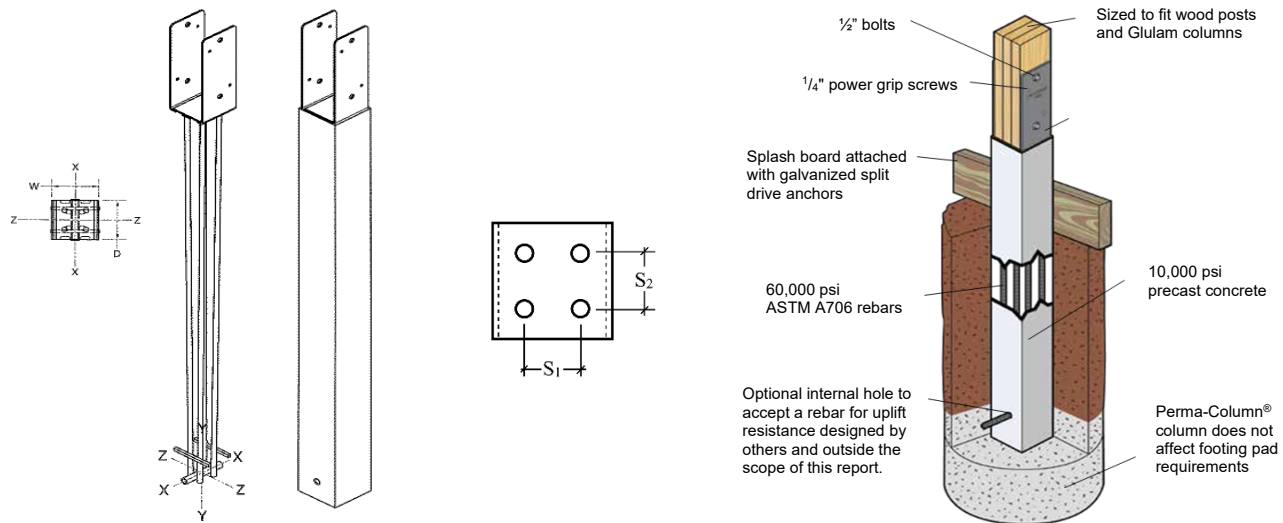 X
W
Z
Z
D
X
Y
Z
X
X
Z
Y
S2
S1
½" bolts
1/4" power grip screws
Sized to fit wood posts
and Glulam columns
Splash board attached
with galvanized split
drive anchors
60,000 psi
ASTM A706 rebars
10,000 psi
precast concrete
Optional internal hole to
accept a rebar for uplift
resistance designed by
others and outside the
scope of this report.
Perma-Column®
column does not
affect footing pad
requirements